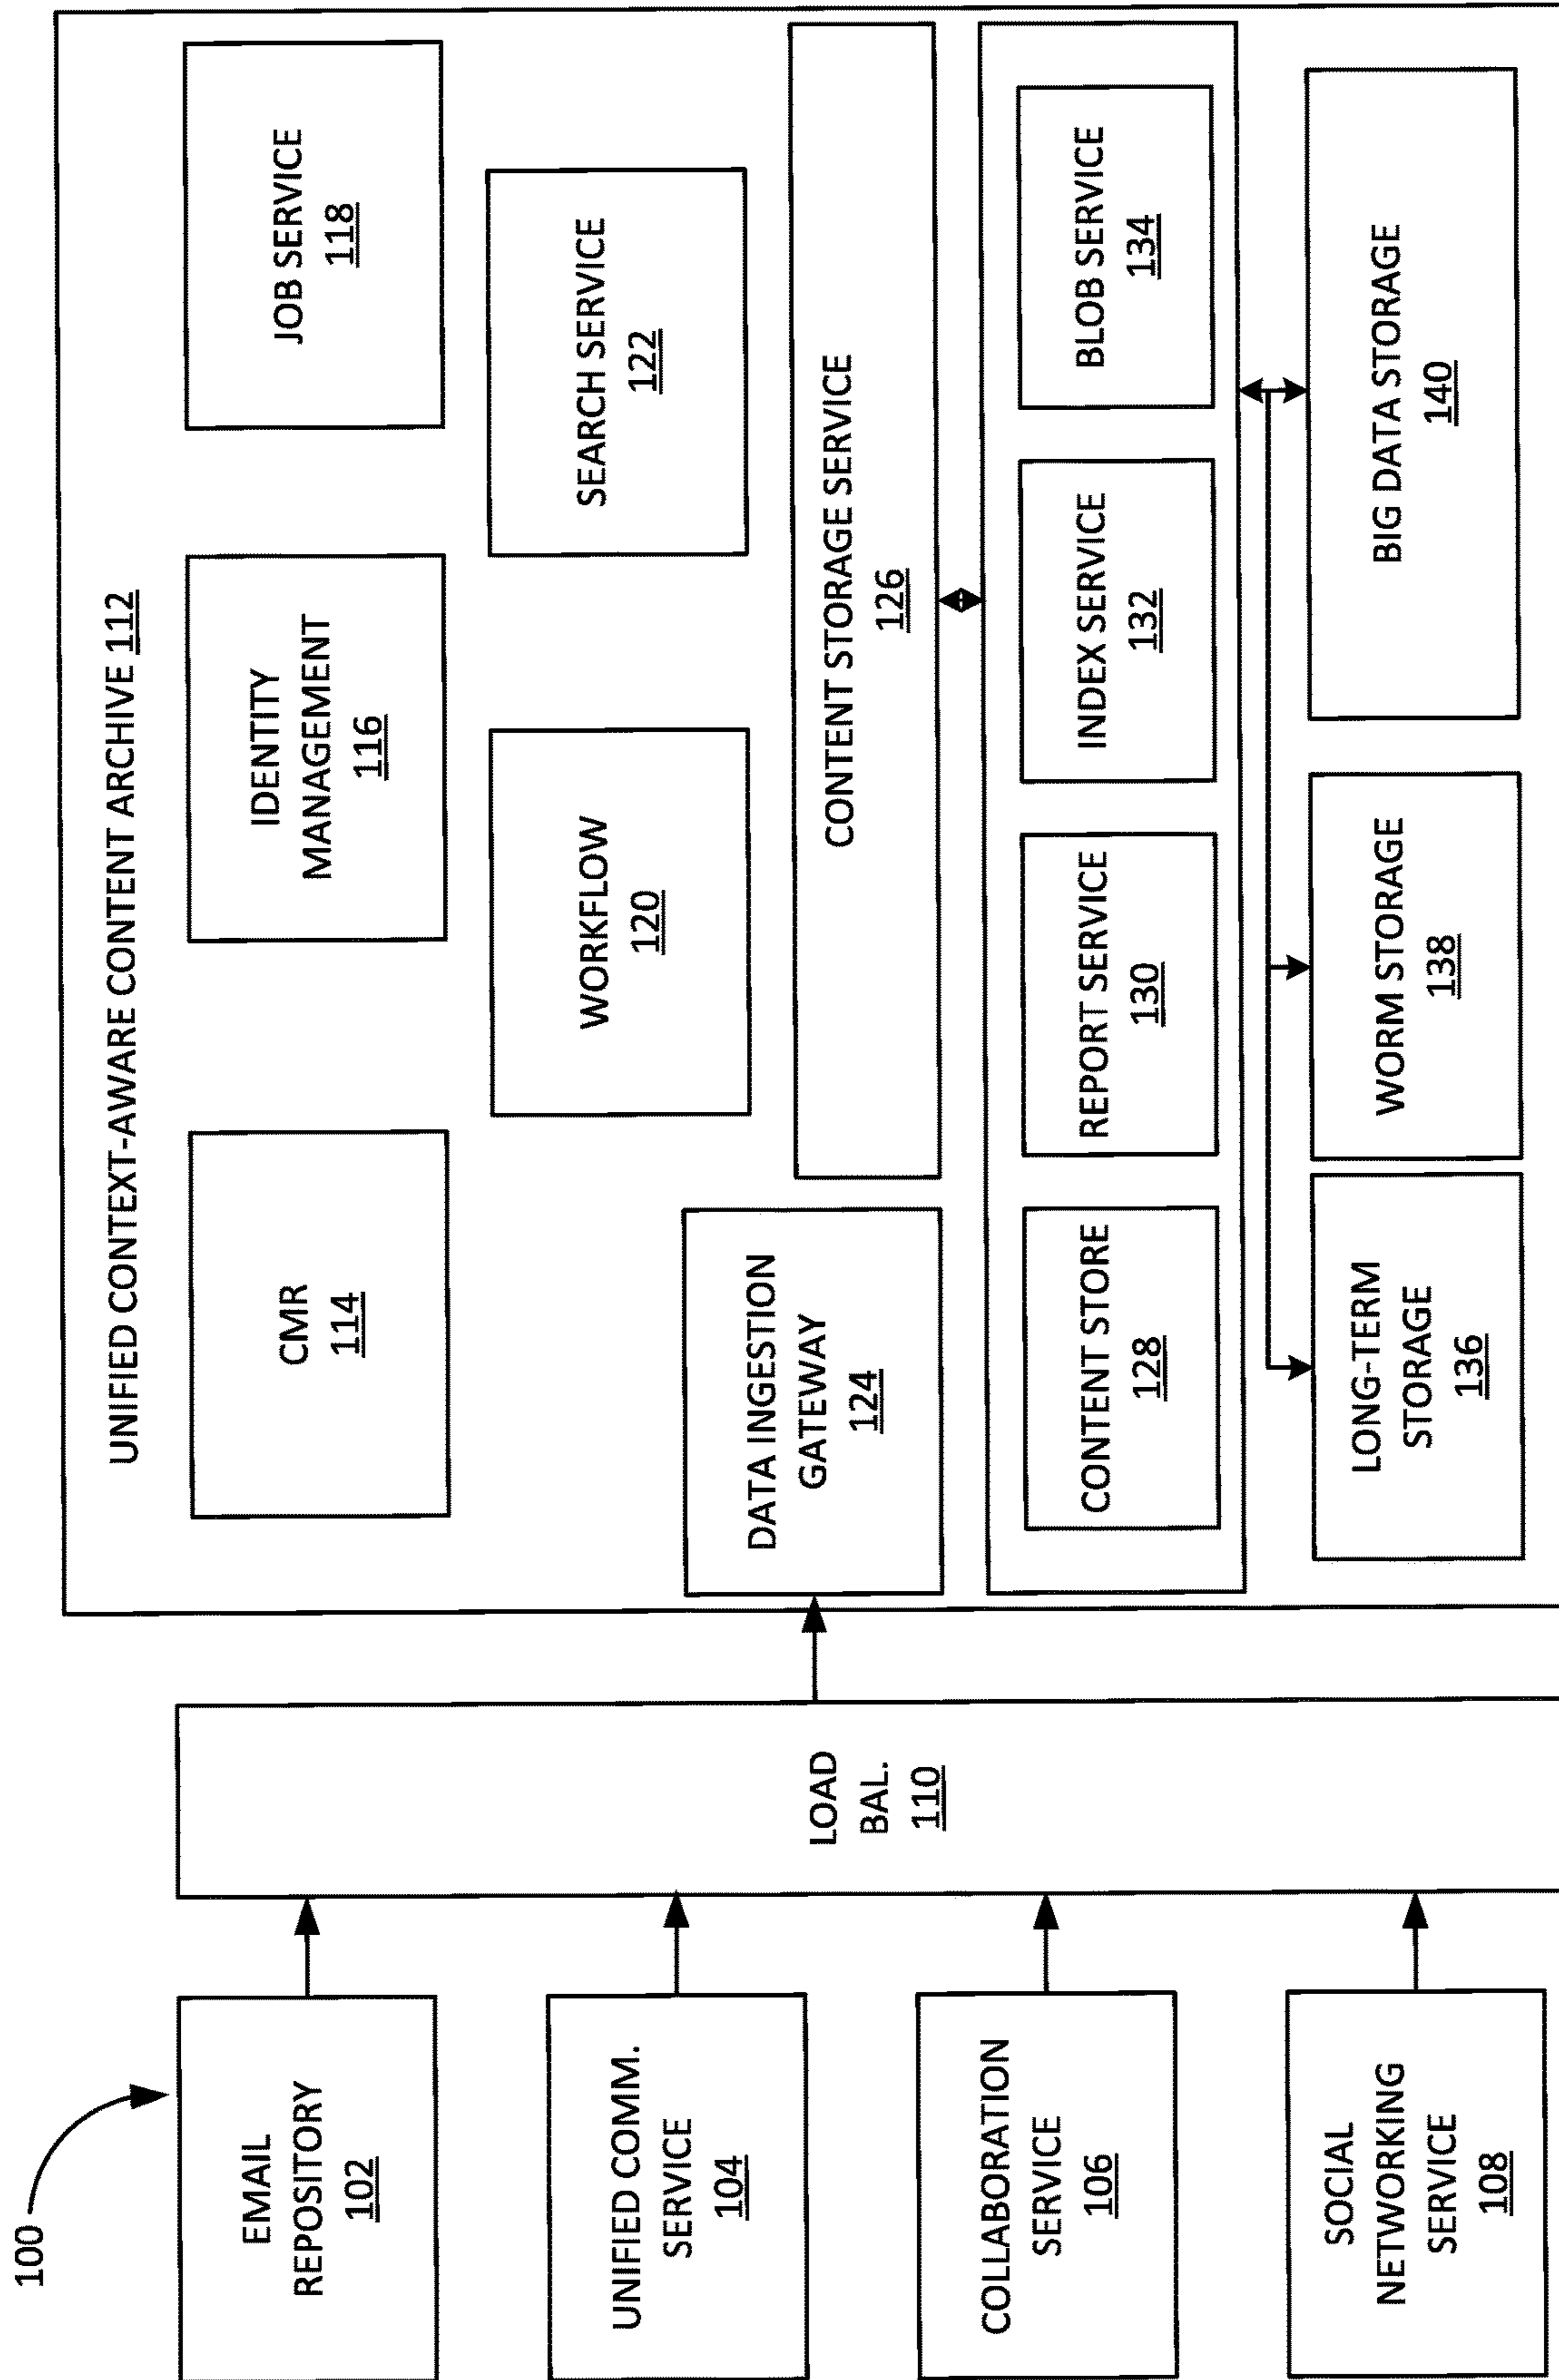 100
EMAIL
REPOSITORY
102
UNIFIED COMM.
SERVICE
104
COLLABORATION
SERVICE
106
SOCIAL
NETWORKING
SERVICE
108
LOAD
BAL.
110
UNIFIED CONTEXT-AWARE CONTENT ARCHIVE 112
CMR
114
IDENTITY
MANAGEMENT
116
JOB SERVICE
118
WORKFLOW
120
SEARCH SERVICE
122
DATA INGESTION
GATEWAY
124
CONTENT STORAGE SERVICE
126
CONTENT STORE
128
REPORT SERVICE
130
INDEX SERVICE
132
BLOB SERVICE
134
LONG-TERM
STORAGE
136
WORM STORAGE
138
BIG DATA STORAGE
140